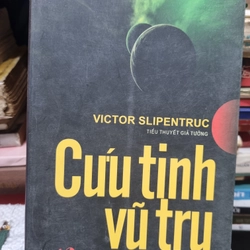 VICTOR SLIPENTRUC
TIỂU THUYẾT GIẢ TƯỞNG
Cứu tinh
vũ trụ